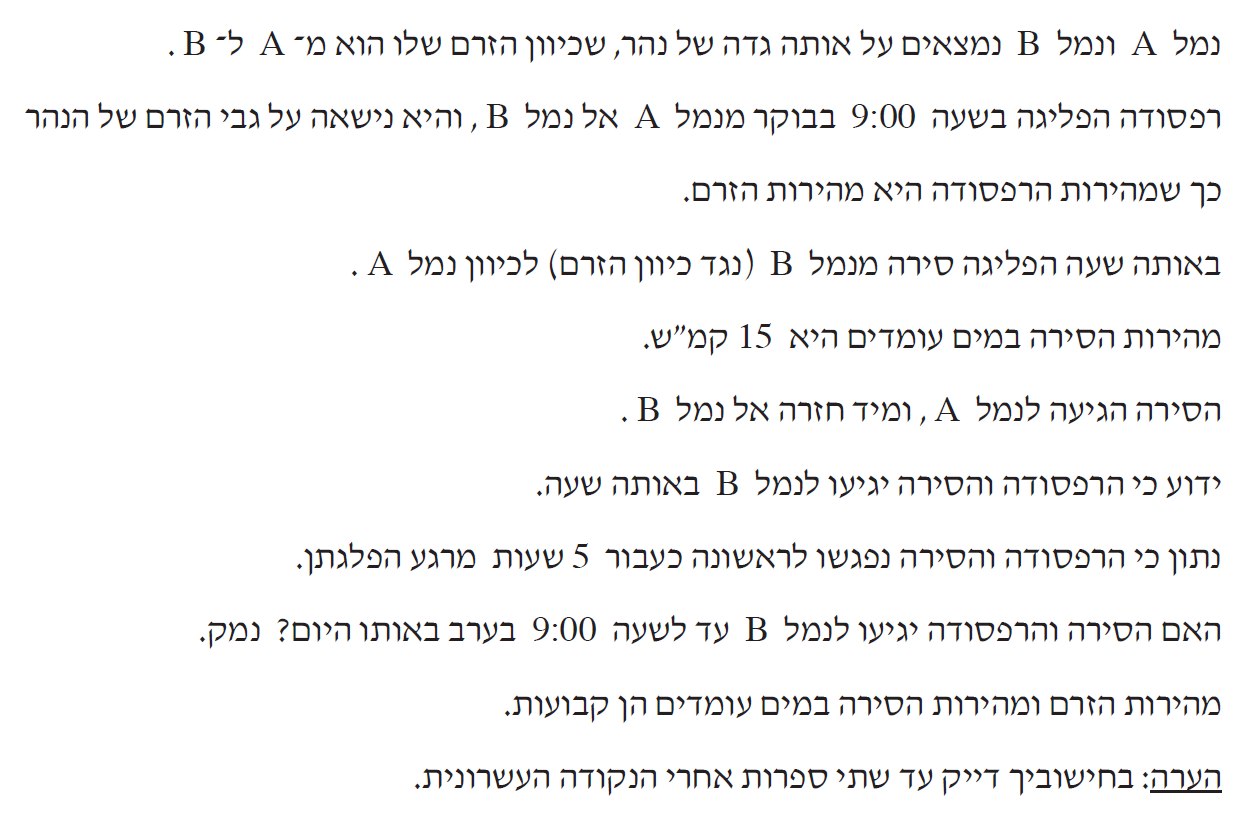 נמל A ונמל B נמצאים על אותה גדה של נהר, שכיוון הזרם שלו הוא מ־ A ל־ B .
רפסודה הפליגה בשעה 9:00 בבוקר מנמל A אל נמל B , והיא נישאה על גבי הזרם של הנהר
כך שמהירות הרפסודה היא מהירות הזרם.
באותה שעה הפליגה סירה מנמל B (נגד כיוון הזרם) לכיוון נמל A .
מהירות הסירה במים עומדים היא 15 קמ"ש.
הסירה הגיעה לנמל A , ומיד חזרה אל נמל B .
ידוע כי הרפסודה והסירה יגיעו לנמל B באותה שעה.
נתון כי הרפסודה והסירה נפגשו לראשונה כעבור 5 שעות מרגע הפלגתן.
האם הסירה והרפסודה יגיעו לנמל B עד לשעה 9:00 בערב באותו היום? נמק.
מהירות הזרם ומהירות הסירה במים עומדים הן קבועות.
הערה: בחישוביך דייק עד שתי ספרות אחרי הנקודה העשרונית.